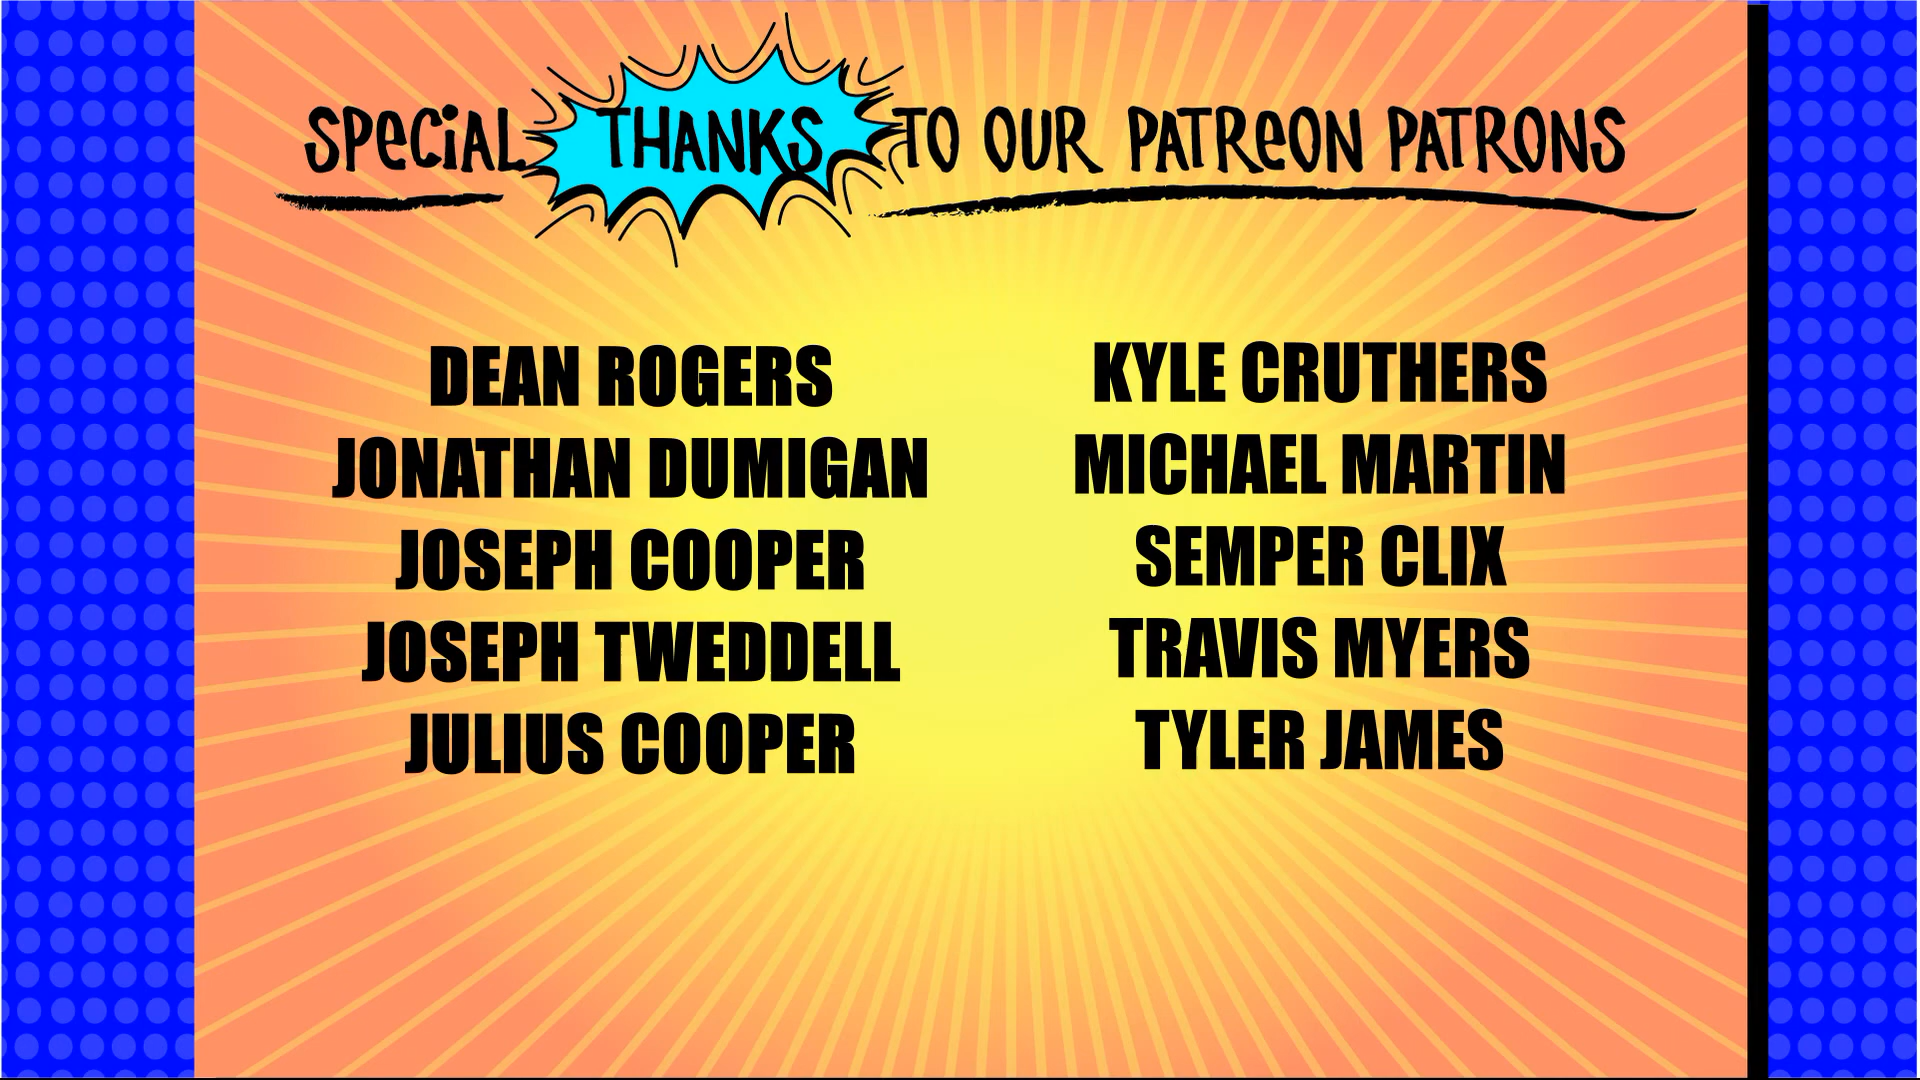 SPECiAL THANKS TO OUR PATReON PATRONS
DEAN ROGERS
JONATHAN DUMIGAN
JOSEPH COOPER
JOSEPH TWEDDELL
JULIUS COOPER
KYLE CRUTHERS
MICHAEL MARTIN
SEMPER CLIX
TRAVIS MYERS
TYLER JAMES